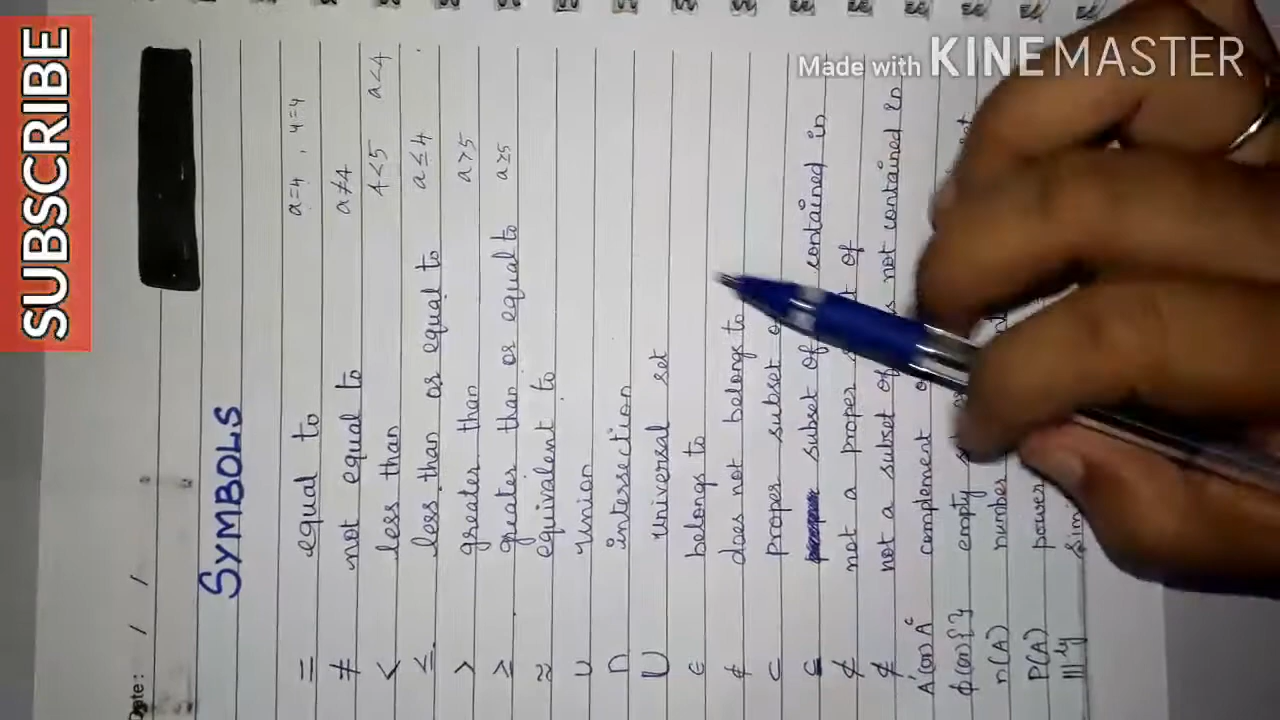 SUBSCRIBE
Made with KINEMASTER
Date: / /
SYMBOLS
= equal to a=4, 4=4
≠ not equal to a≠4
< less than 4<5 a<4
≤ less than or equal to a≤4
> greater than a>5
≥ greater than or equal to a≥5
≈ equivalent to
∪ union
∩ intersection
U Universal set
∈ belongs to
∉ does not belongs to
⊂ proper subset
⊆ subset of contained in
⊄ not a proper of
⊈ not a subset of not contained in
A'(or) Aᶜ complement
ϕ(or){ } empty
n(A) number
P(A) power
|||ly